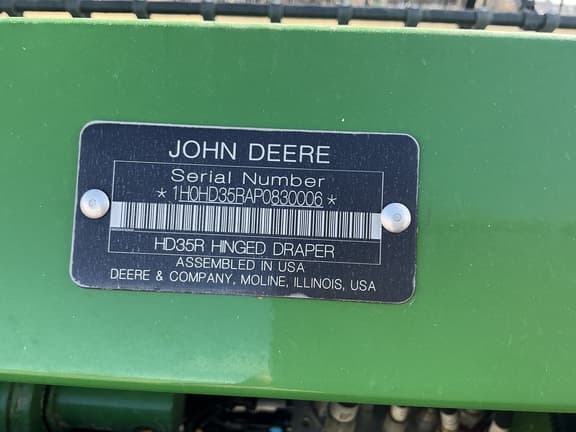 JOHN DEERE
Serial Number
*1H0HD35RAP0830006*
HD35R HINGED DRAPER
ASSEMBLED IN USA
DEERE & COMPANY, MOLINE, ILLINOIS, USA